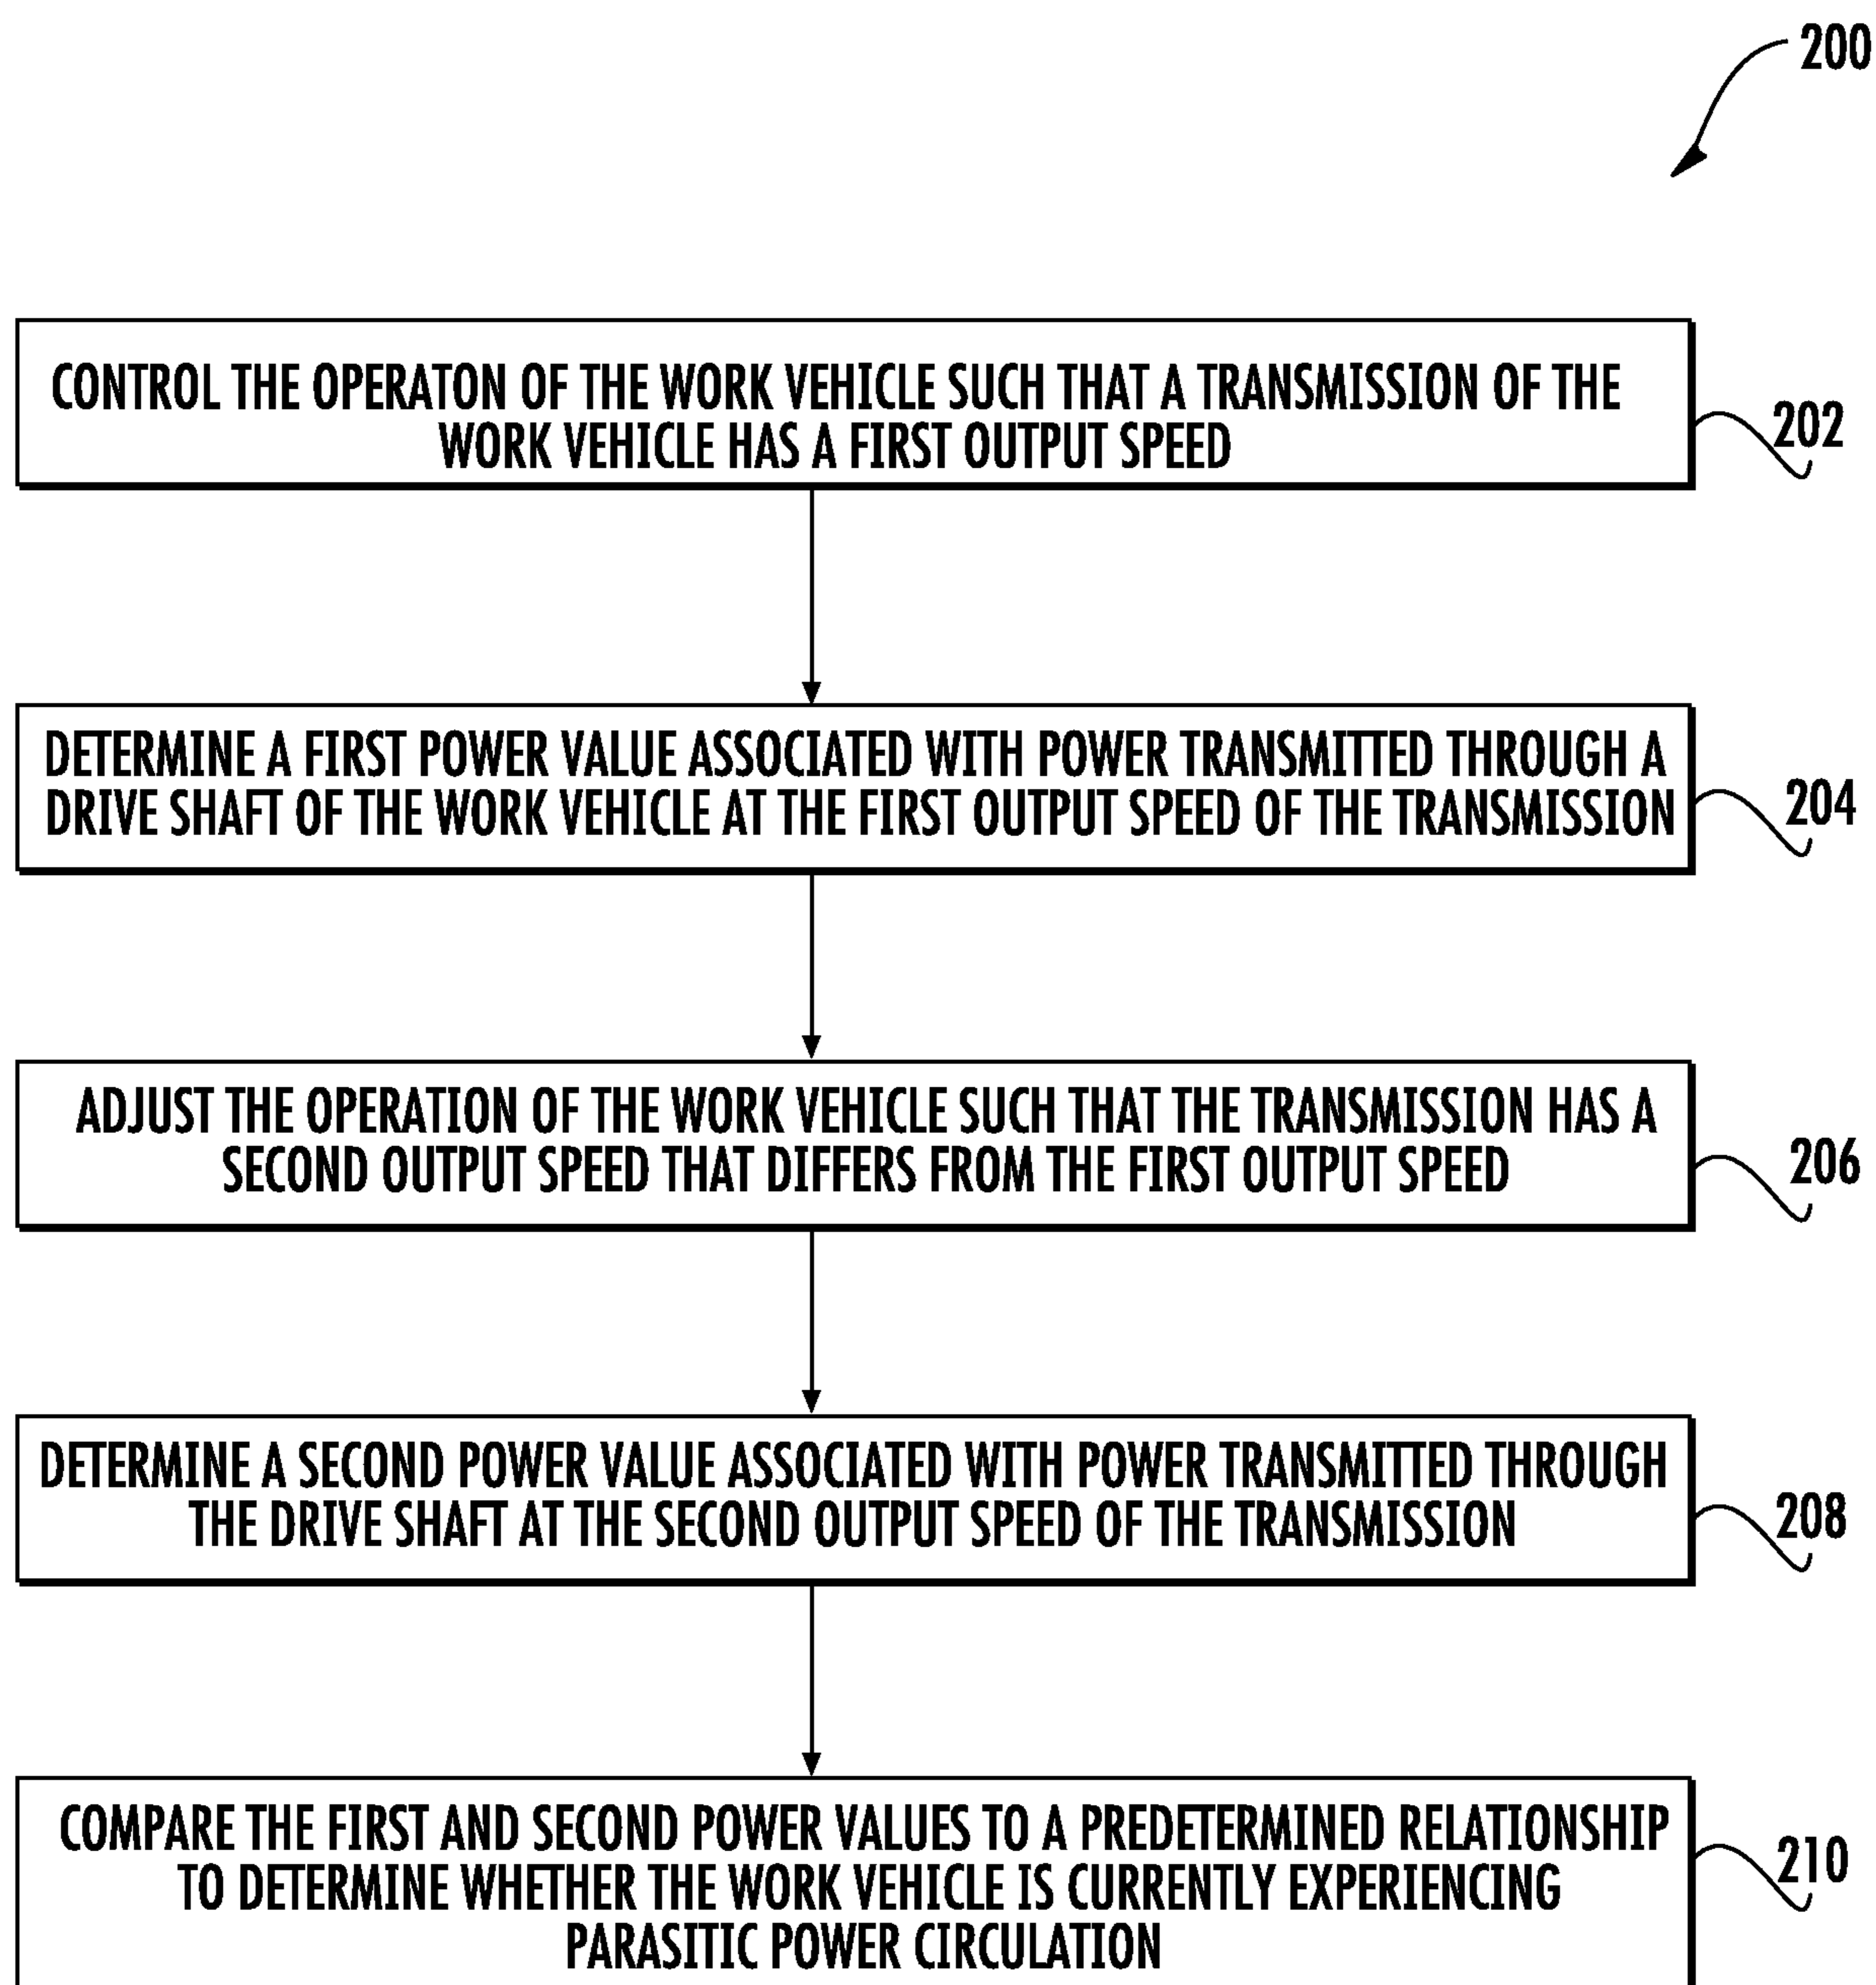 200
CONTROL THE OPERATON OF THE WORK VEHICLE SUCH THAT A TRANSMISSION OF THE
WORK VEHICLE HAS A FIRST OUTPUT SPEED
202
DETERMINE A FIRST POWER VALUE ASSOCIATED WITH POWER TRANSMITTED THROUGH A
DRIVE SHAFT OF THE WORK VEHICLE AT THE FIRST OUTPUT SPEED OF THE TRANSMISSION
204
ADJUST THE OPERATION OF THE WORK VEHICLE SUCH THAT THE TRANSMISSION HAS A
SECOND OUTPUT SPEED THAT DIFFERS FROM THE FIRST OUTPUT SPEED
206
DETERMINE A SECOND POWER VALUE ASSOCIATED WITH POWER TRANSMITTED THROUGH
THE DRIVE SHAFT AT THE SECOND OUTPUT SPEED OF THE TRANSMISSION
208
COMPARE THE FIRST AND SECOND POWER VALUES TO A PREDETERMINED RELATIONSHIP
TO DETERMINE WHETHER THE WORK VEHICLE IS CURRENTLY EXPERIENCING
PARASITIC POWER CIRCULATION
210